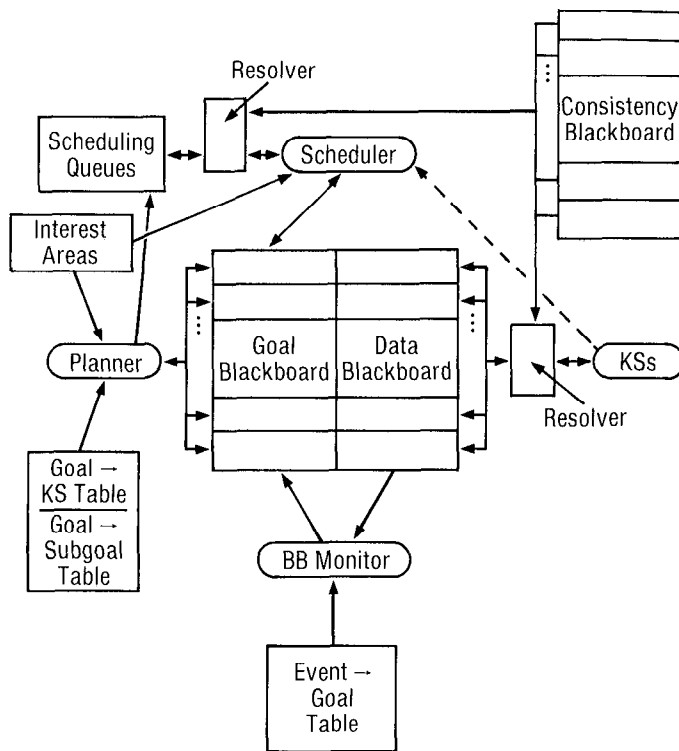 Resolver
Consistency
Blackboard
Scheduling
Queues
Scheduler
Interest
Areas
Goal
Blackboard
Data
Blackboard
Planner
KSs
Resolver
Goal →
KS Table
Goal →
Subgoal
Table
BB Monitor
Event →
Goal
Table